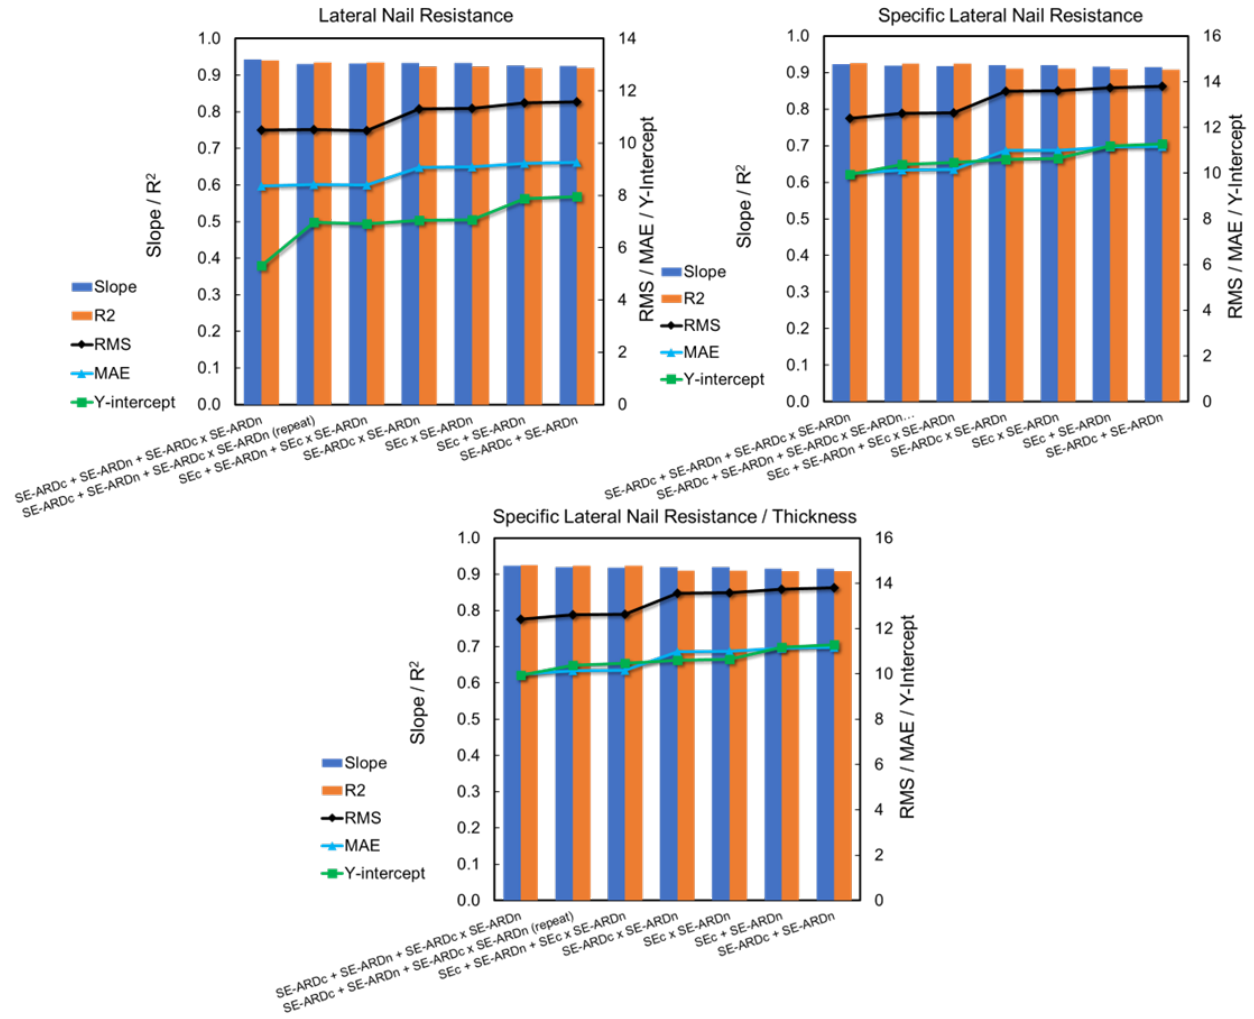 Lateral Nail Resistance
1.0
0.9
0.8
0.7
0.6
0.5
0.4
0.3
0.2
0.1
0.0
Slope / R²
14
12
10
8
6
4
2
0
RMS / MAE / Y-Intercept
Slope
R2
RMS
MAE
Y-intercept
SE-ARDc + SE-ARDn + SE-ARDc x SE-ARDn
SE-ARDc + SE-ARDn + SE-ARDc x SE-ARDn (repeat)
SEc + SE-ARDn + SEc x SE-ARDn
SE-ARDc x SE-ARDn
SEc x SE-ARDn
SEc + SE-ARDn
SE-ARDc + SE-ARDn
Specific Lateral Nail Resistance
1.0
0.9
0.8
0.7
0.6
0.5
0.4
0.3
0.2
0.1
0.0
Slope / R²
16
14
12
10
8
6
4
2
0
RMS / MAE / Y-Intercept
Slope
R2
RMS
MAE
Y-intercept
SE-ARDc + SE-ARDn + SE-ARDc x SE-ARDn
SE-ARDc + SE-ARDn + SE-ARDc x SE-ARDn...
SEc + SE-ARDn + SEc x SE-ARDn
SE-ARDc x SE-ARDn
SEc x SE-ARDn
SEc + SE-ARDn
SE-ARDc + SE-ARDn
Specific Lateral Nail Resistance / Thickness
1.0
0.9
0.8
0.7
0.6
0.5
0.4
0.3
0.2
0.1
0.0
Slope / R²
16
14
12
10
8
6
4
2
0
RMS / MAE / Y-Intercept
Slope
R2
RMS
MAE
Y-intercept
SE-ARDc + SE-ARDn + SE-ARDc x SE-ARDn
SE-ARDc + SE-ARDn + SE-ARDc x SE-ARDn (repeat)
SEc + SE-ARDn + SEc x SE-ARDn
SE-ARDc x SE-ARDn
SEc x SE-ARDn
SEc + SE-ARDn
SE-ARDc + SE-ARDn